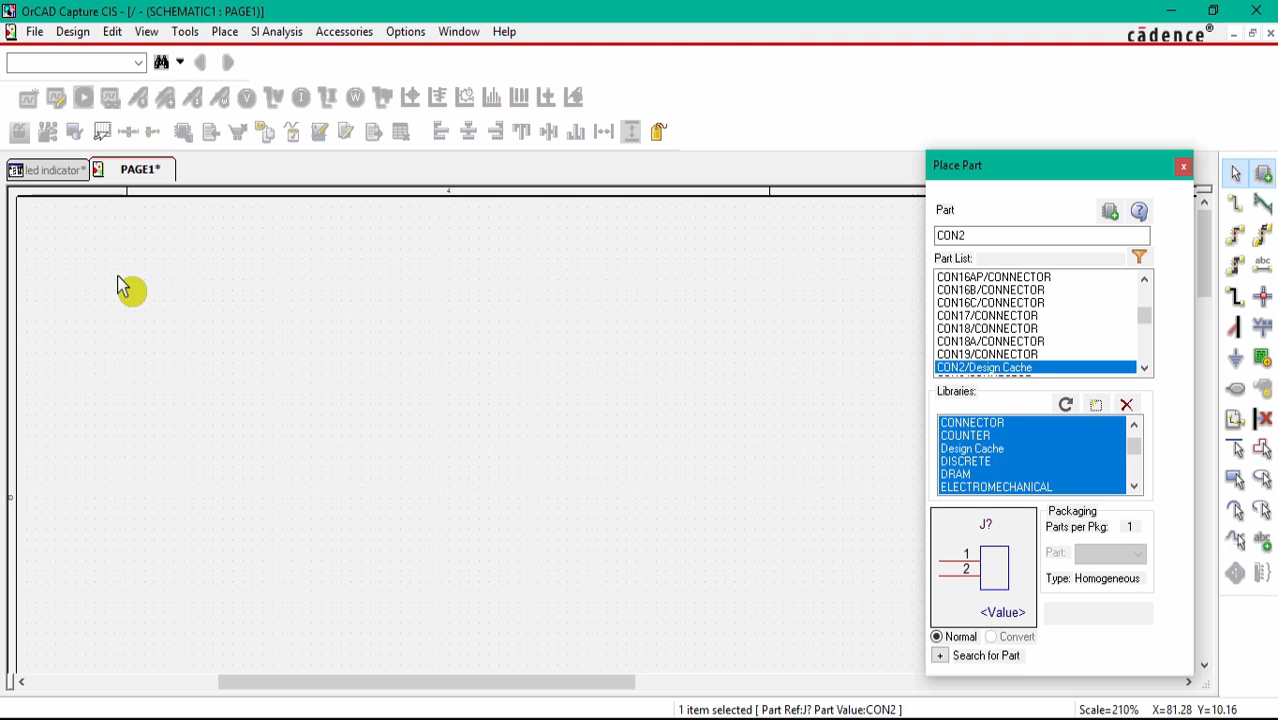 OrCAD Capture CIS - [/ - (SCHEMATIC1 : PAGE1)]
File Design Edit View Tools Place SI Analysis Accessories Options Window Help
cādence®
led indicator* PAGE1*
4
Place Part
Part
CON2
Part List:
CON16AP/CONNECTOR
CON16B/CONNECTOR
CON16C/CONNECTOR
CON17/CONNECTOR
CON18/CONNECTOR
CON18A/CONNECTOR
CON19/CONNECTOR
CON2/Design Cache
Libraries:
CONNECTOR
COUNTER
Design Cache
DISCRETE
DRAM
ELECTROMECHANICAL
J?
1
2
<Value>
Packaging
Parts per Pkg: 1
Part:
Type: Homogeneous
Normal Convert
+ Search for Part
1 item selected [ Part Ref:J? Part Value:CON2 ]
Scale=210% X=81.28 Y=10.16